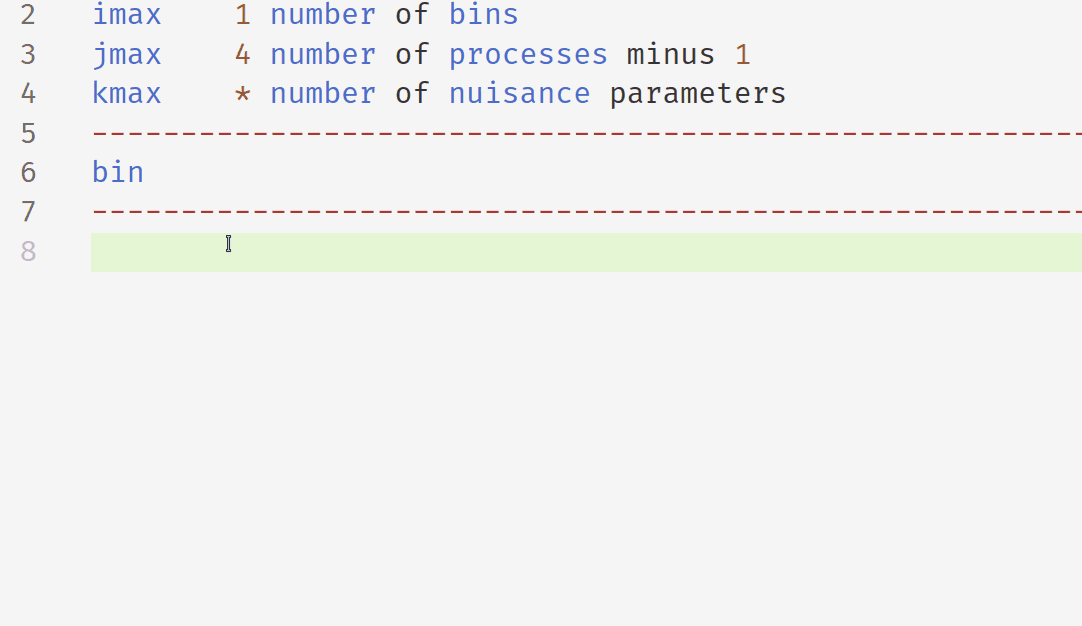 2 imax 1 number of bins
3 jmax 4 number of processes minus 1
4 kmax * number of nuisance parameters
5 --------------------------------------------------------
6 bin
7 --------------------------------------------------------
8